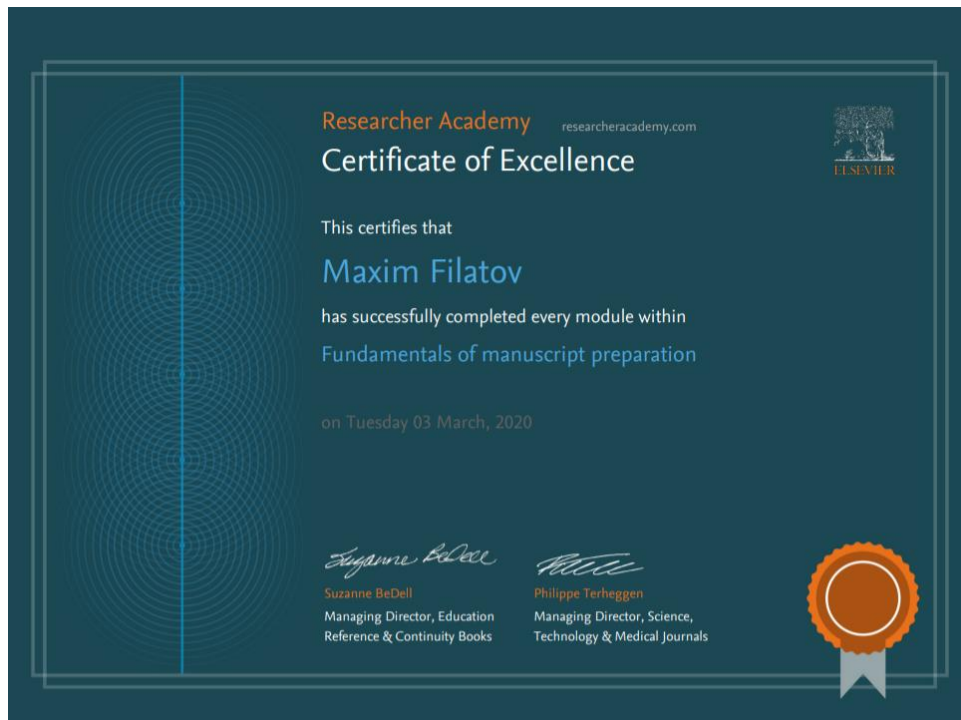 Researcher Academy researcheracademy.com
Certificate of Excellence
ELSEVIER
This certifies that
Maxim Filatov
has successfully completed every module within
Fundamentals of manuscript preparation
on Tuesday 03 March, 2020
Suzanne BeDell
Suzanne BeDell
Philippe Terheggen
Managing Director, Education
Reference & Continuity Books
Managing Director, Science,
Technology & Medical Journals